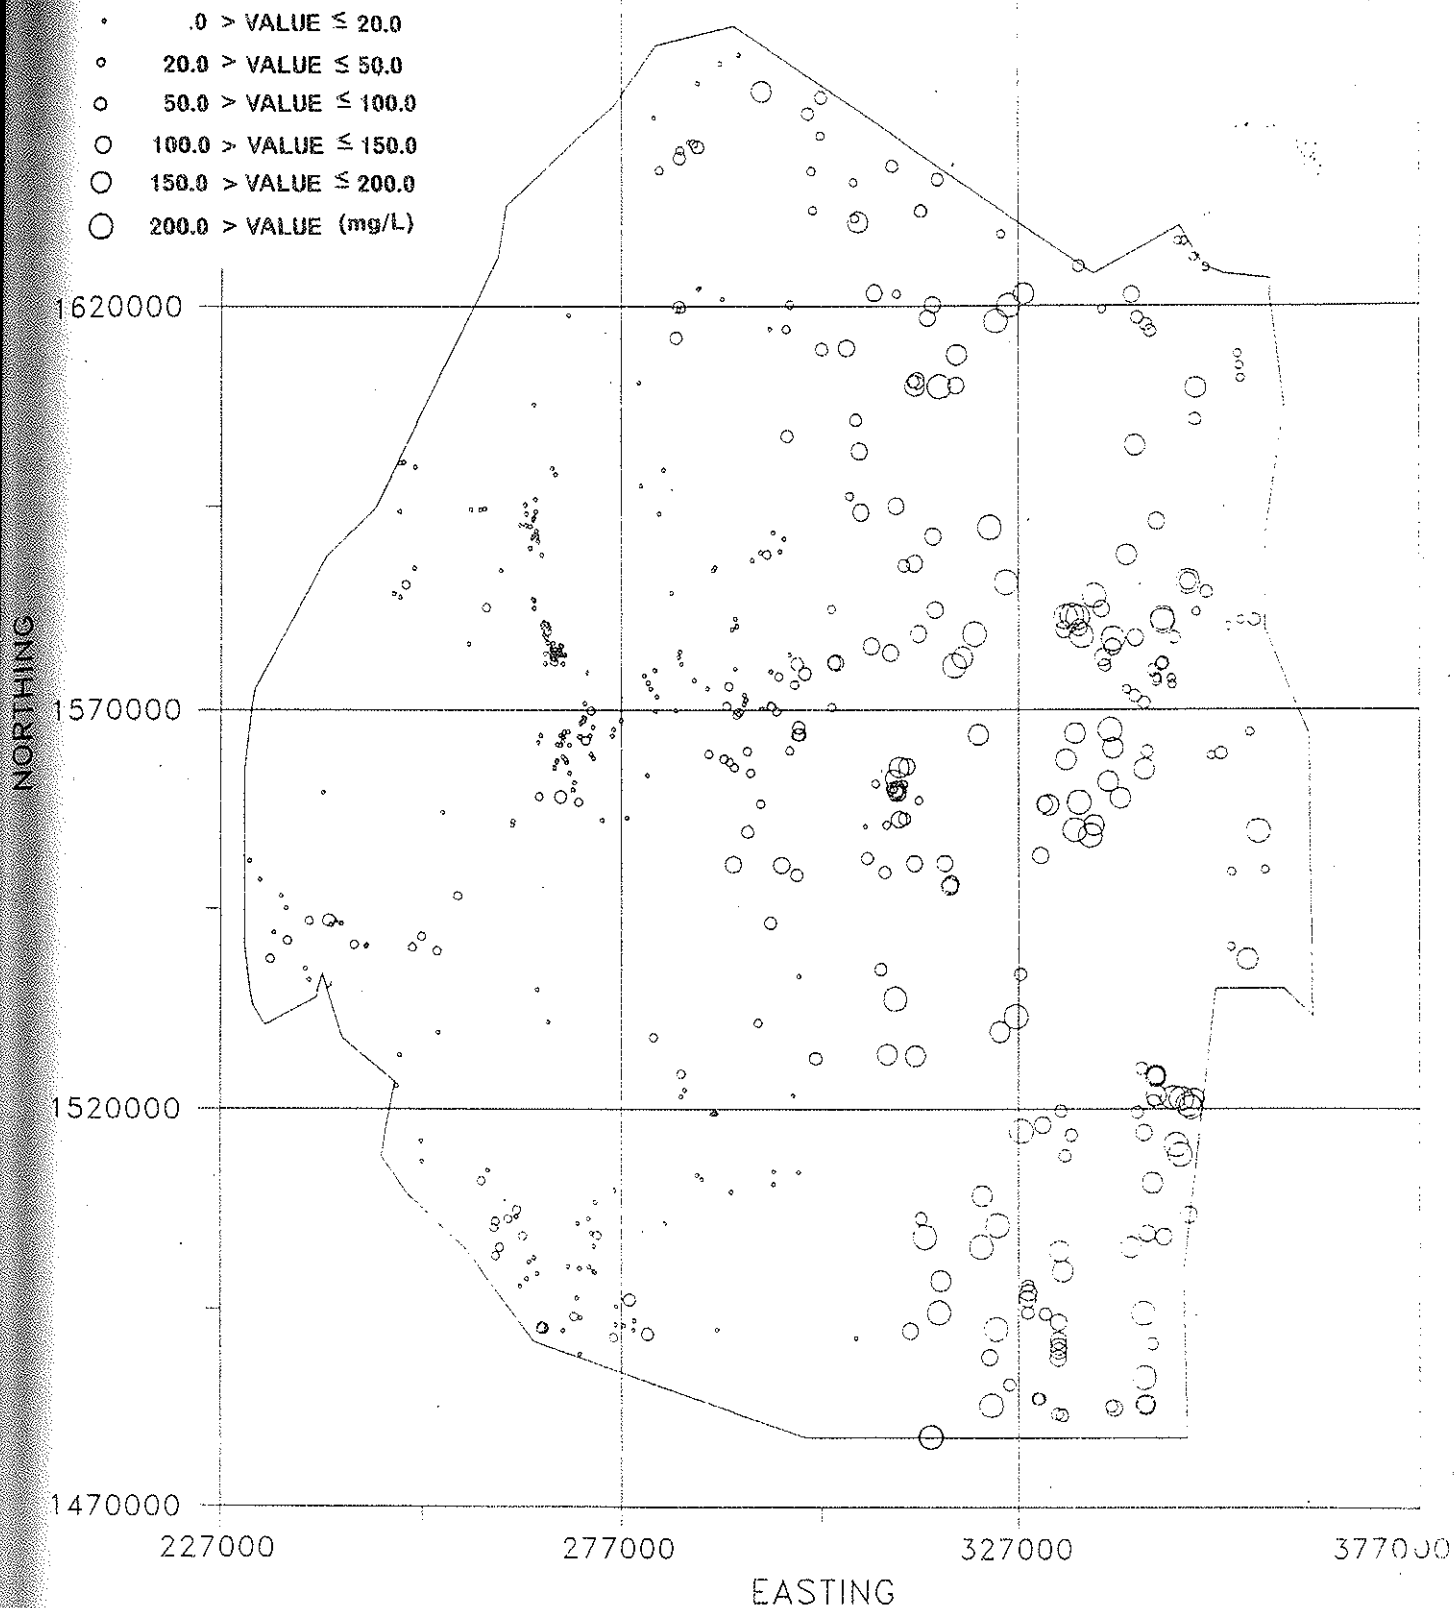 .0 > VALUE ≤ 20.0
20.0 > VALUE ≤ 50.0
50.0 > VALUE ≤ 100.0
100.0 > VALUE ≤ 150.0
150.0 > VALUE ≤ 200.0
200.0 > VALUE (mg/L)
1620000
NORTHING
1570000
1520000
1470000
227000 277000 327000 377000
EASTING